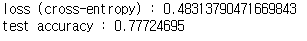 loss (cross-entropy) : 0.48313790471669843
test accuracy : 0.77724695